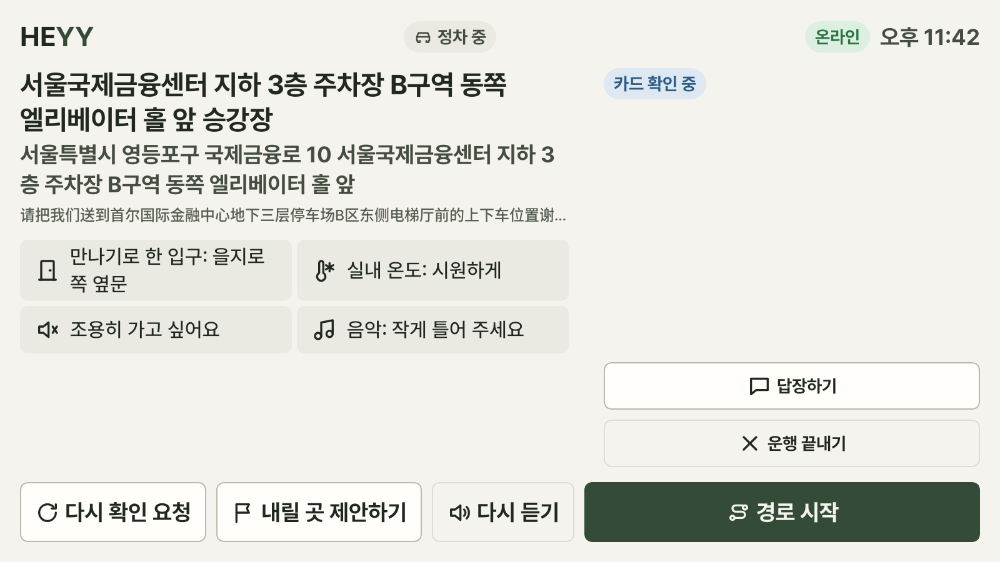 HEYY
정차 중
온라인
오후 11:42
서울국제금융센터 지하 3층 주차장 B구역 동쪽
엘리베이터 홀 앞 승강장
카드 확인 중
서울특별시 영등포구 국제금융로 10 서울국제금융센터 지하 3
층 주차장 B구역 동쪽 엘리베이터 홀 앞
请把我们送到首尔国际金融中心地下三层停车场B区东侧电梯厅前的上下车位置谢...
만나기로 한 입구: 을지로
쪽 옆문
실내 온도: 시원하게
조용히 가고 싶어요
음악: 작게 틀어 주세요
답장하기
운행 끝내기
다시 확인 요청
내릴 곳 제안하기
다시 듣기
경로 시작